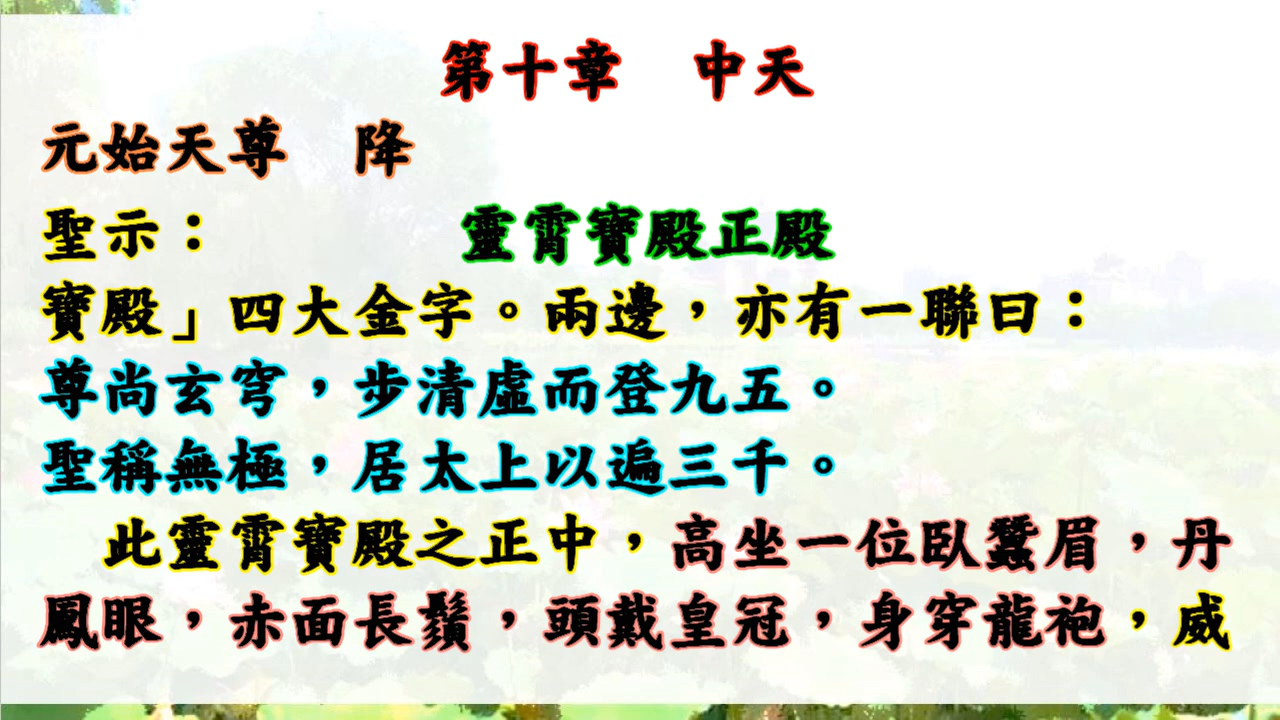 第十章　中天
元始天尊　降
聖示：　　　　靈霄寶殿正殿
寶殿」四大金字。兩邊，亦有一聯曰：
尊尚玄穹，步清虛而登九五。
聖稱無極，居太上以遍三千。
　此靈霄寶殿之正中，高坐一位臥蠶眉，丹
鳳眼，赤面長鬚，頭戴皇冠，身穿龍袍，威